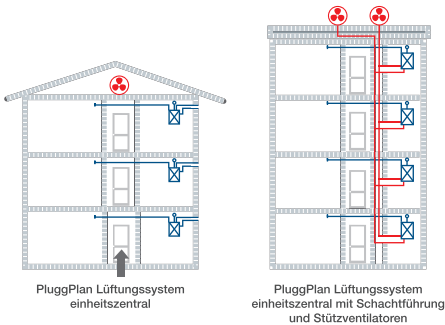 PluggPlan Lüftungssystem
einheitszentral
PluggPlan Lüftungssystem
einheitszentral mit Schachtführung
und Stützventilatoren